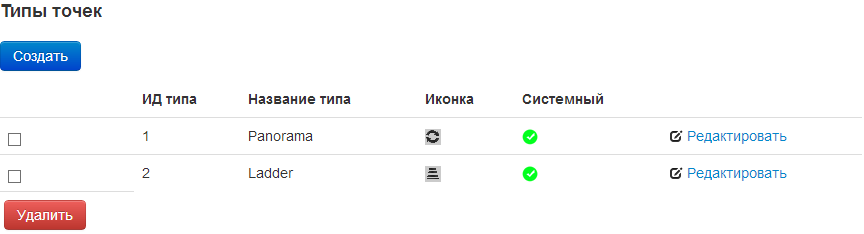 Типы точек
Создать
ИД типа Название типа Иконка Системный
1 Panorama Редактировать
2 Ladder Редактировать
Удалить